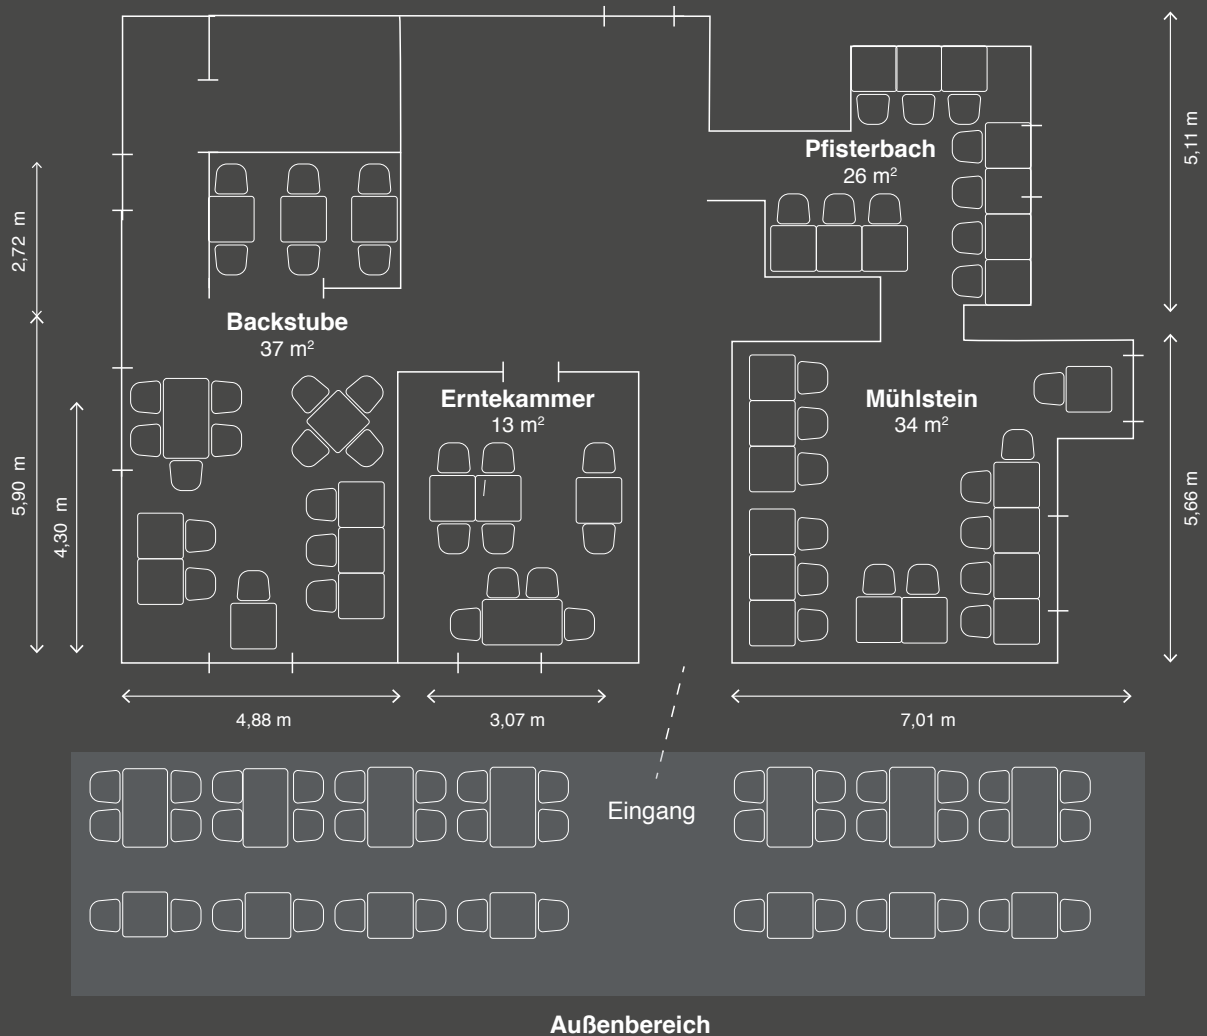 Pfisterbach
26 m²
5,11 m
2,72 m
Backstube
37 m²
Erntekammer
13 m²
Mühlstein
34 m²
5,90 m
4,30 m
5,66 m
4,88 m
3,07 m
7,01 m
Eingang
Außenbereich